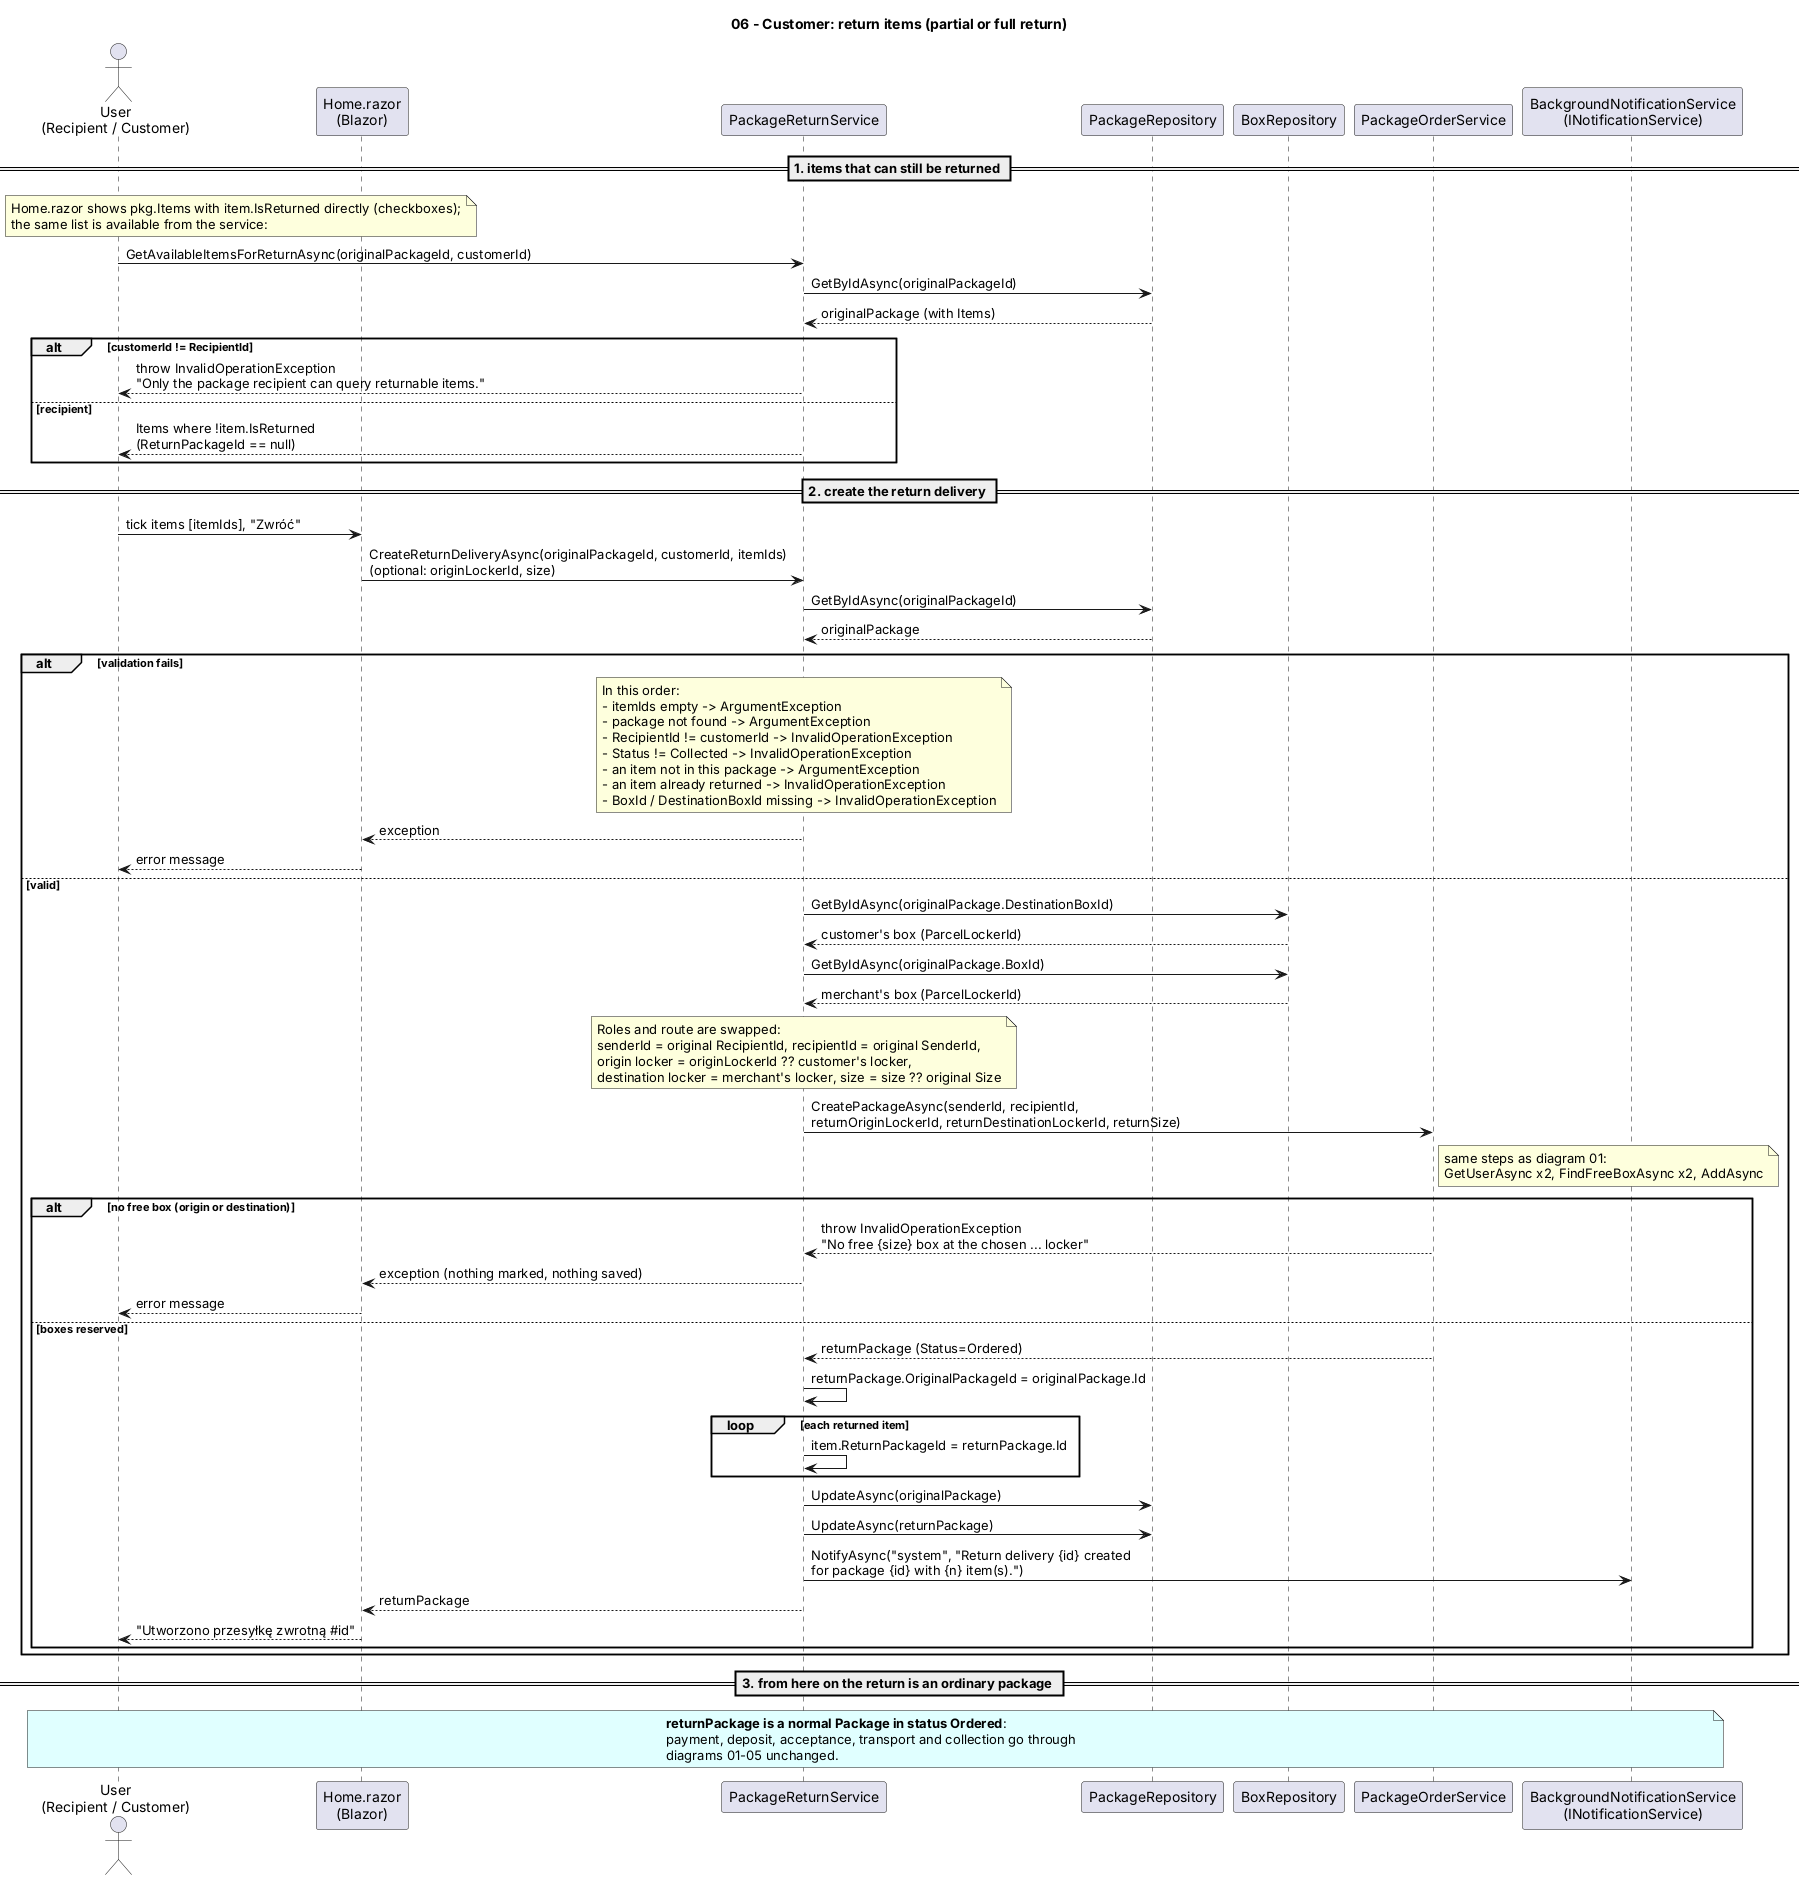 06 - Customer: return items (partial or full return)
User
(Recipient / Customer)
Home.razor
(Blazor)
PackageReturnService
PackageRepository
BoxRepository
PackageOrderService
BackgroundNotificationService
(INotificationService)
1. items that can still be returned
Home.razor shows pkg.Items with item.IsReturned directly (checkboxes);
the same list is available from the service:
GetAvailableItemsForReturnAsync(originalPackageId, customerId)
GetByIdAsync(originalPackageId)
originalPackage (with Items)
alt [customerId != RecipientId]
throw InvalidOperationException
"Only the package recipient can query returnable items."
[recipient]
Items where !item.IsReturned
(ReturnPackageId == null)
2. create the return delivery
tick items [itemIds], "Zwróć"
CreateReturnDeliveryAsync(originalPackageId, customerId, itemIds)
(optional: originLockerId, size)
GetByIdAsync(originalPackageId)
originalPackage
alt [validation fails]
In this order:
- itemIds empty -> ArgumentException
- package not found -> ArgumentException
- RecipientId != customerId -> InvalidOperationException
- Status != Collected -> InvalidOperationException
- an item not in this package -> ArgumentException
- an item already returned -> InvalidOperationException
- BoxId / DestinationBoxId missing -> InvalidOperationException
exception
error message
[valid]
GetByIdAsync(originalPackage.DestinationBoxId)
customer's box (ParcelLockerId)
GetByIdAsync(originalPackage.BoxId)
merchant's box (ParcelLockerId)
Roles and route are swapped:
senderId = original RecipientId, recipientId = original SenderId,
origin locker = originLockerId ?? customer's locker,
destination locker = merchant's locker, size = size ?? original Size
CreatePackageAsync(senderId, recipientId,
returnOriginLockerId, returnDestinationLockerId, returnSize)
same steps as diagram 01:
GetUserAsync x2, FindFreeBoxAsync x2, AddAsync
alt [no free box (origin or destination)]
throw InvalidOperationException
"No free {size} box at the chosen ... locker"
exception (nothing marked, nothing saved)
error message
[boxes reserved]
returnPackage (Status=Ordered)
returnPackage.OriginalPackageId = originalPackage.Id
loop [each returned item]
item.ReturnPackageId = returnPackage.Id
UpdateAsync(originalPackage)
UpdateAsync(returnPackage)
NotifyAsync("system", "Return delivery {id} created
for package {id} with {n} item(s).")
returnPackage
"Utworzono przesyłkę zwrotną #id"
3. from here on the return is an ordinary package
returnPackage is a normal Package in status Ordered:
payment, deposit, acceptance, transport and collection go through
diagrams 01-05 unchanged.
User
(Recipient / Customer)
Home.razor
(Blazor)
PackageReturnService
PackageRepository
BoxRepository
PackageOrderService
BackgroundNotificationService
(INotificationService)